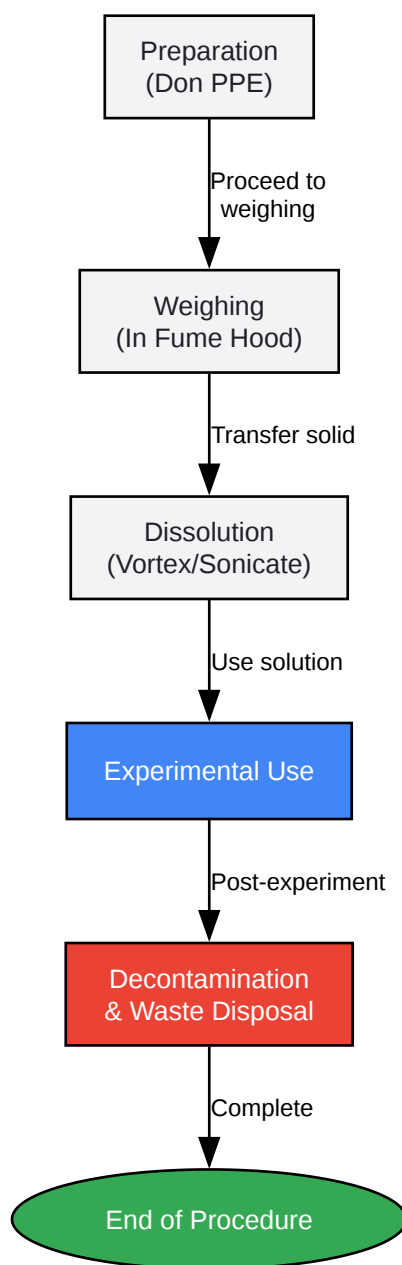 Preparation
(Don PPE)
Proceed to
weighing
Weighing
(In Fume Hood)
Transfer solid
Dissolution
(Vortex/Sonicate)
Use solution
Experimental Use
Post-experiment
Decontamination
& Waste Disposal
Complete
End of Procedure